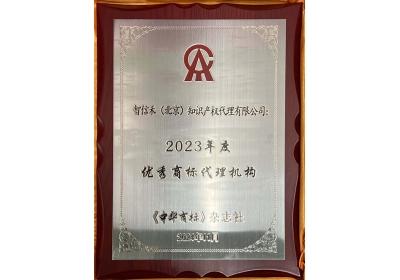 智信禾（北京）知识产权代理有限公司：
2023年度
优秀商标代理机构
《中华商标》杂志社